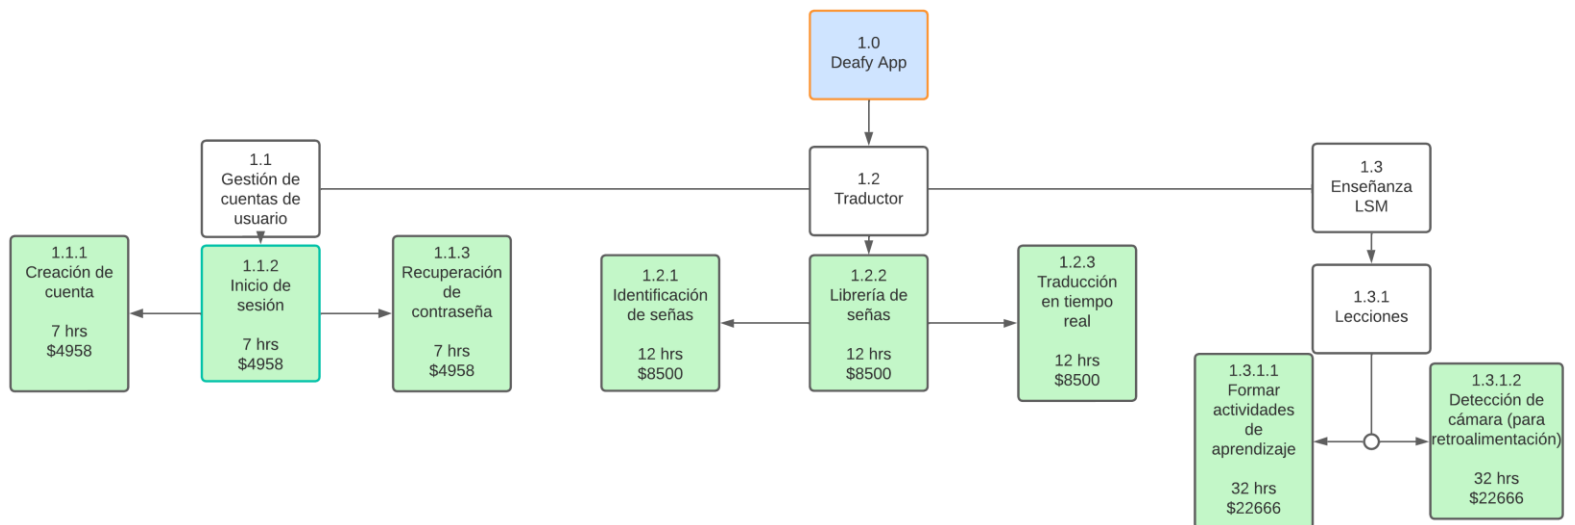 1.0
Deafy App
1.1
Gestión de
cuentas de
usuario
1.2
Traductor
1.3
Enseñanza
LSM
1.1.1
Creación de
cuenta
7 hrs
$4958
1.1.2
Inicio de
sesión
7 hrs
$4958
1.1.3
Recuperación
de
contraseña
7 hrs
$4958
1.2.1
Identificación
de señas
12 hrs
$8500
1.2.2
Librería de
señas
12 hrs
$8500
1.2.3
Traducción
en tiempo
real
12 hrs
$8500
1.3.1
Lecciones
1.3.1.1
Formar
actividades
de
aprendizaje
32 hrs
$22666
1.3.1.2
Detección de
cámara (para
retroalimentación)
32 hrs
$22666